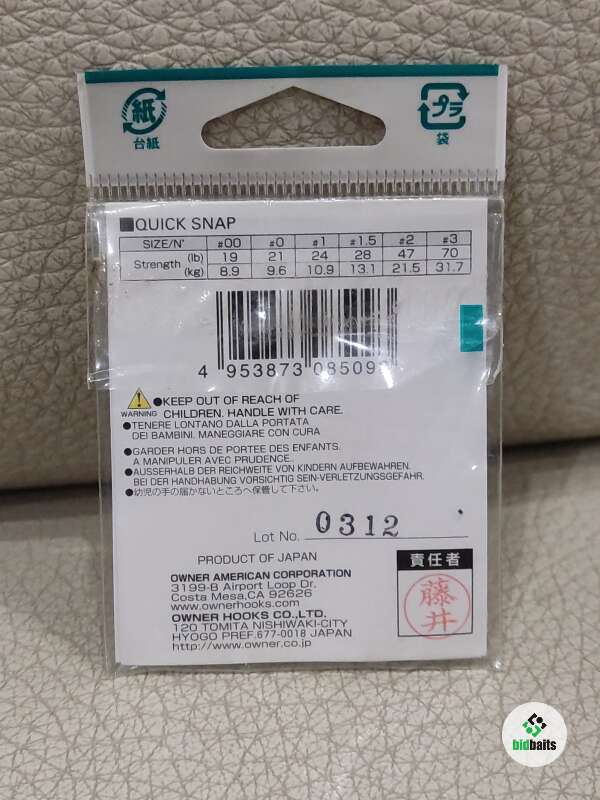 紙
台紙
プラ
袋
■QUICK SNAP
SIZE/N° #00 #0 #1 #1.5 #2 #3
Strength (lb) 19 21 24 28 47 70
(kg) 8.9 9.6 10.9 13.1 21.5 31.7
4 953873 08509
WARNING
●KEEP OUT OF REACH OF
CHILDREN. HANDLE WITH CARE.
●TENERE LONTANO DALLA PORTATA
DEI BAMBINI. MANEGGIARE CON CURA
●GARDER HORS DE PORTEE DES ENFANTS.
A MANIPULER AVEC PRUDENCE.
●AUSSERHALB DER REICHWEITE VON KINDERN AUFBEWAHREN.
BEI DER HANDHABUNG VORSICHTIG SEIN-VERLETZUNGSGEFAHR.
●幼児の手の届かないところへ保管して下さい。
Lot No. 0312
PRODUCT OF JAPAN
OWNER AMERICAN CORPORATION
3199-B Airport Loop Dr.
Costa Mesa,CA 92626
www.ownerhooks.com
OWNER HOOKS CO.,LTD.
120 TOMITA NISHIWAKI-CITY
HYOGO PREF.677-0018 JAPAN
http://www.owner.co.jp
責任者
藤井
bidbaits